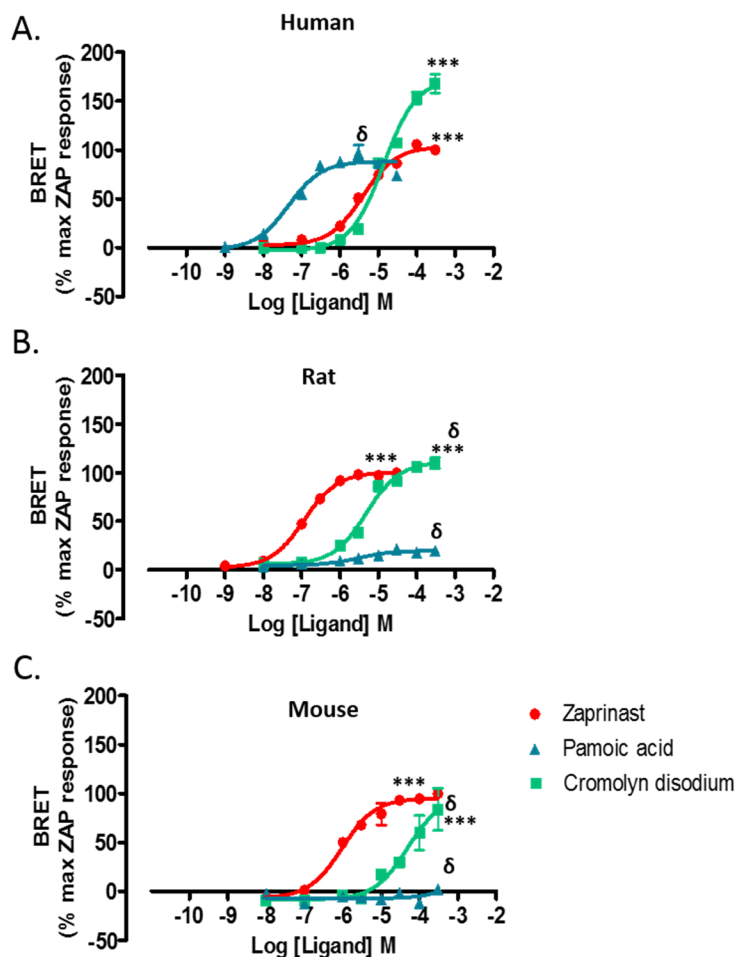 A.
Human
200
150
100
50
0
-50
BRET
(% max ZAP response)
***
***
δ
-10 -9 -8 -7 -6 -5 -4 -3 -2
Log [Ligand] M
B.
Rat
200
150
100
50
0
-50
BRET
(% max ZAP response)
δ
*** ***
δ
-10 -9 -8 -7 -6 -5 -4 -3 -2
Log [Ligand] M
C.
Mouse
200
150
100
50
0
-50
BRET
(% max ZAP response)
***
δ
***
δ
-10 -9 -8 -7 -6 -5 -4 -3 -2
Log [Ligand] M
Zaprinast
Pamoic acid
Cromolyn disodium